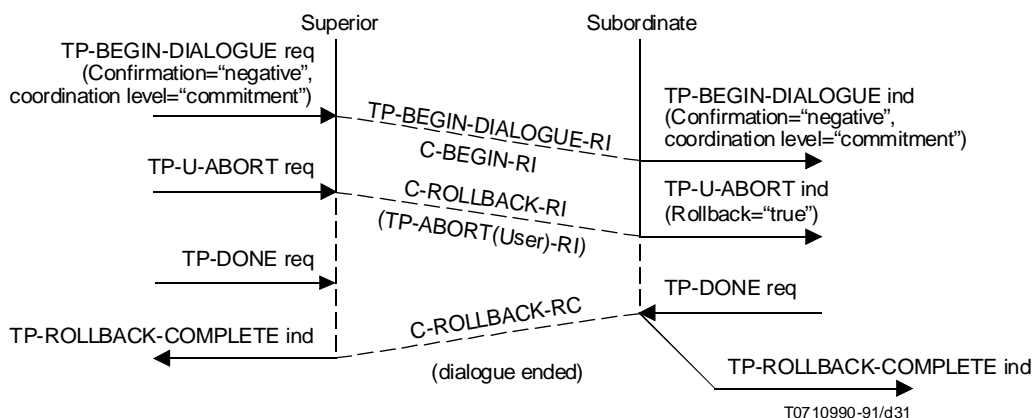 Superior
Subordinate
TP-BEGIN-DIALOGUE req
(Confirmation=“negative”,
coordination level=“commitment”)
TP-BEGIN-DIALOGUE-RI
C-BEGIN-RI
TP-BEGIN-DIALOGUE ind
(Confirmation=“negative”,
coordination level=“commitment”)
TP-U-ABORT req
C-ROLLBACK-RI
(TP-ABORT(User)-RI)
TP-U-ABORT ind
(Rollback=“true”)
TP-DONE req
TP-DONE req
C-ROLLBACK-RC
TP-ROLLBACK-COMPLETE ind
(dialogue ended)
TP-ROLLBACK-COMPLETE ind
T0710990-91/d31